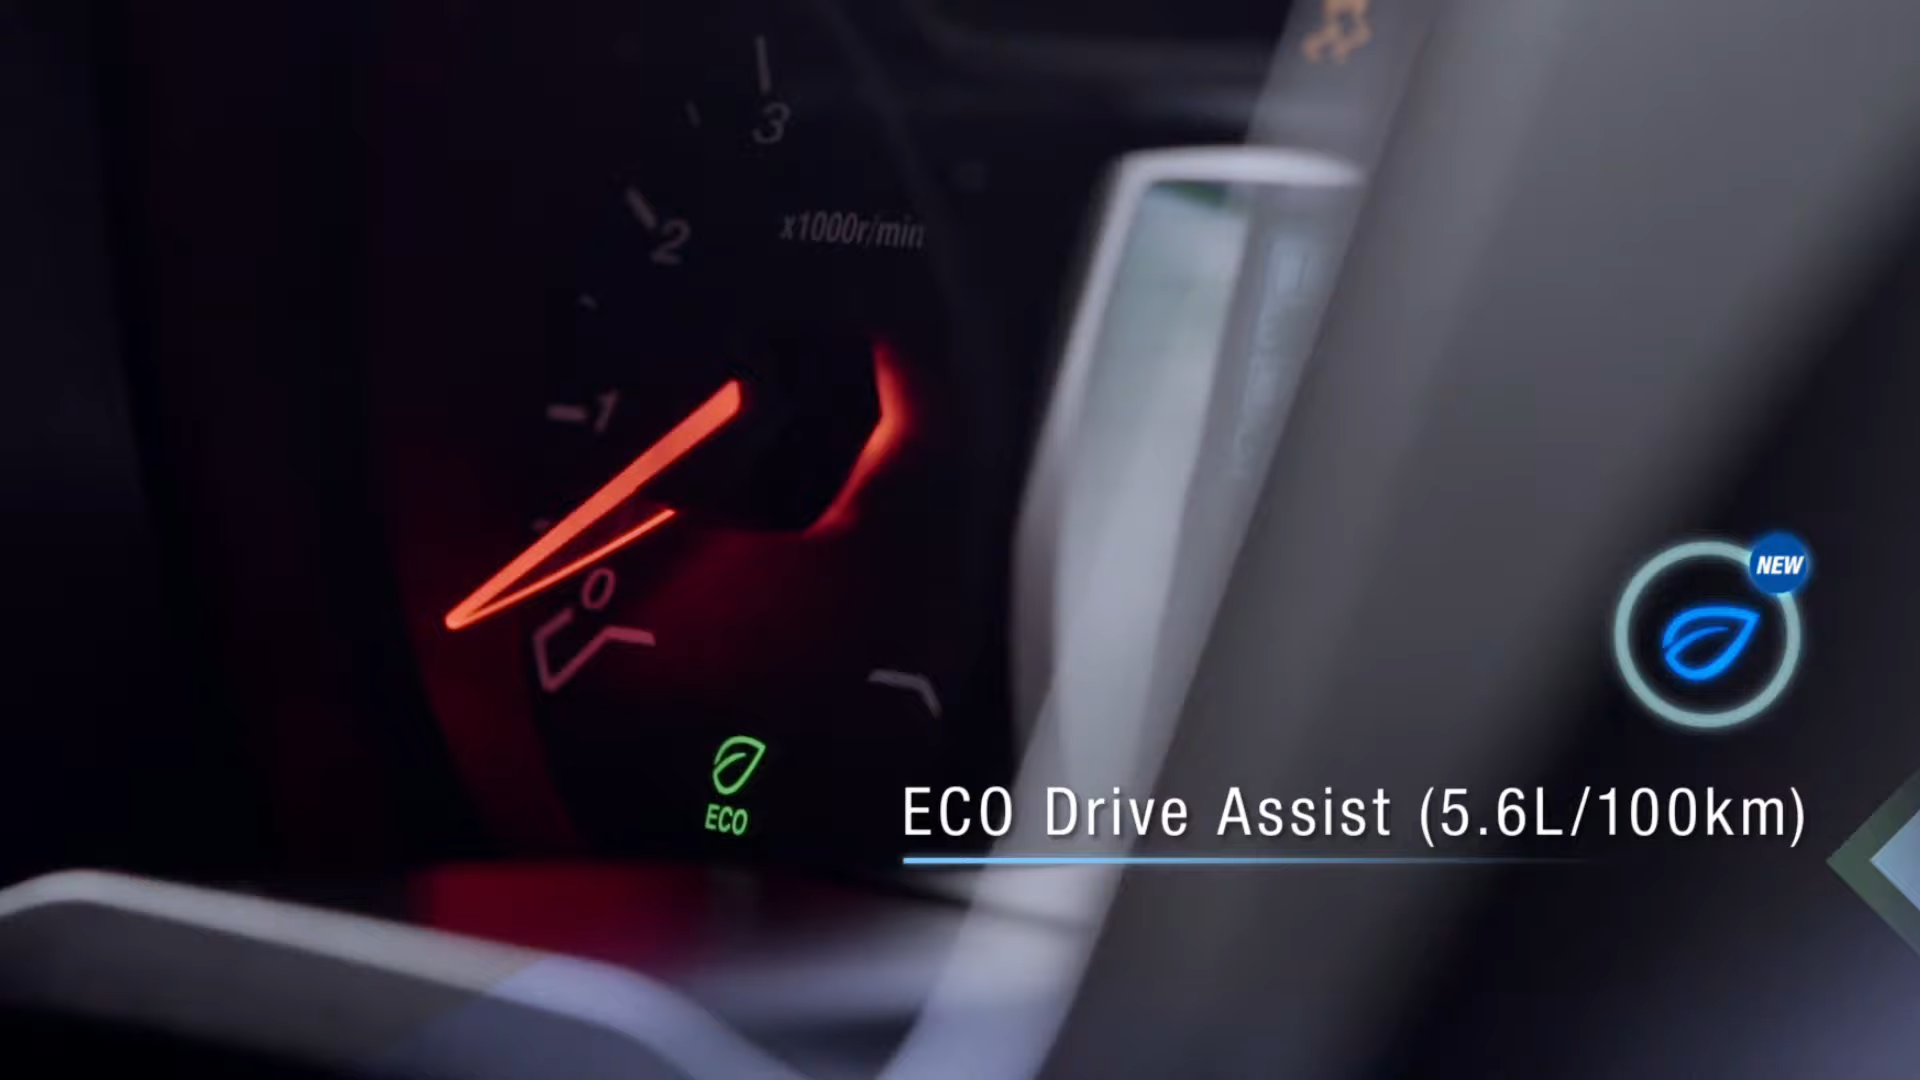 3
2
x1000r/min
1
0
NEW
ECO
ECO Drive Assist (5.6L/100km)